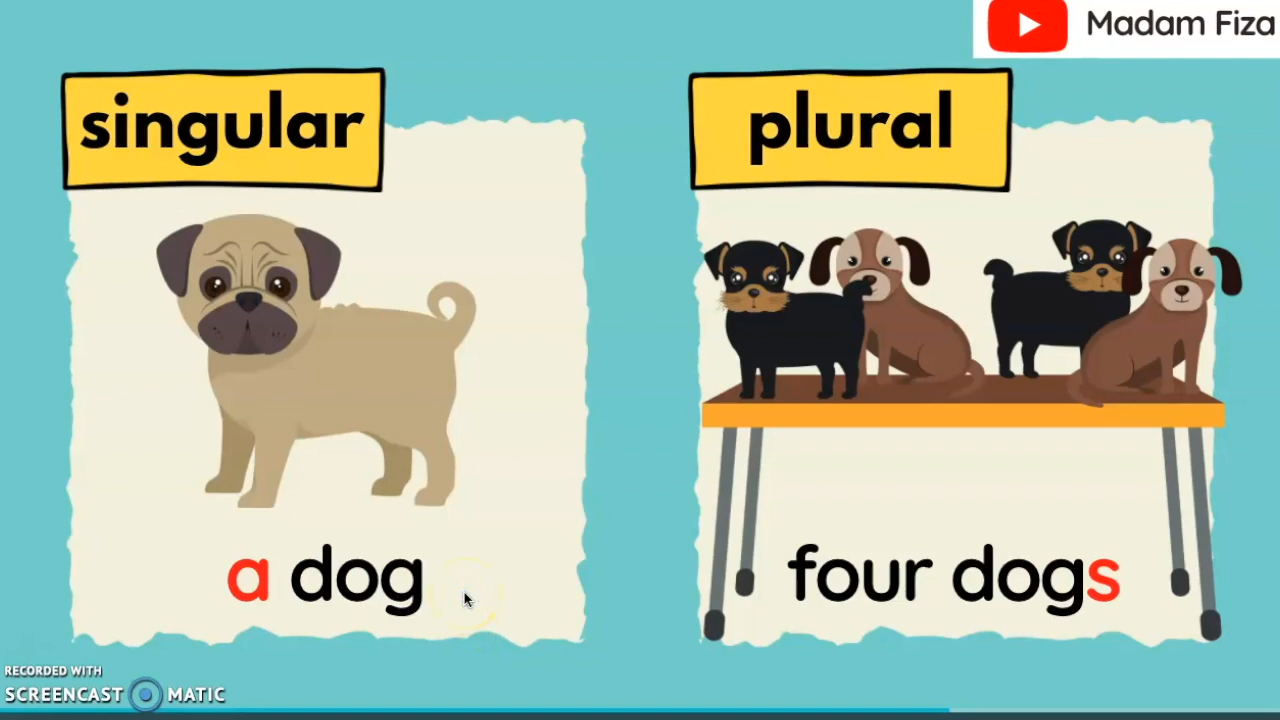 Madam Fiza
singular
plural
a dog
four dogs
RECORDED WITH
SCREENCAST MATIC